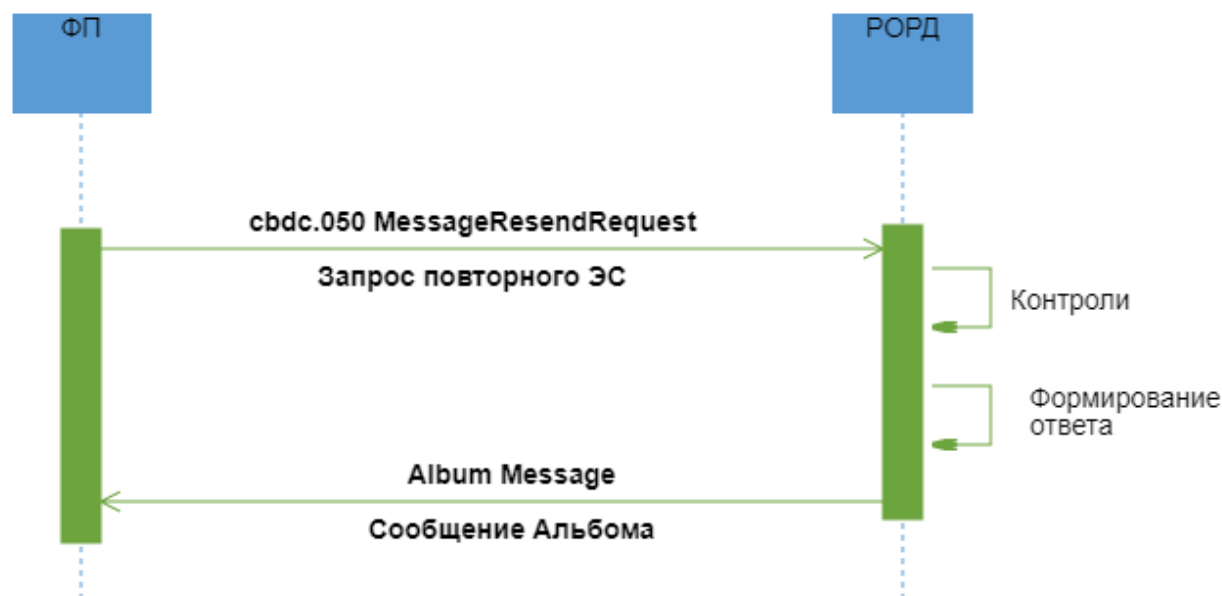 ФП
РОРД
cbdc.050 MessageResendRequest
Запрос повторного ЭС
Контроли
Формирование
ответа
Album Message
Сообщение Альбома